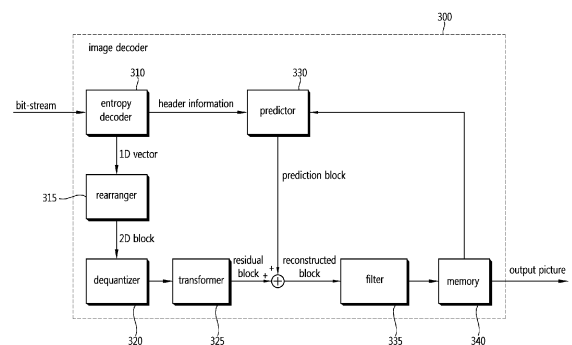 300
image decoder
310
330
bit-stream
entropy
decoder
header information
predictor
1D vector
prediction block
315
rearranger
2D block
residual
block
reconstructed
block
output picture
+
+
dequantizer
transformer
filter
memory
320
325
335
340